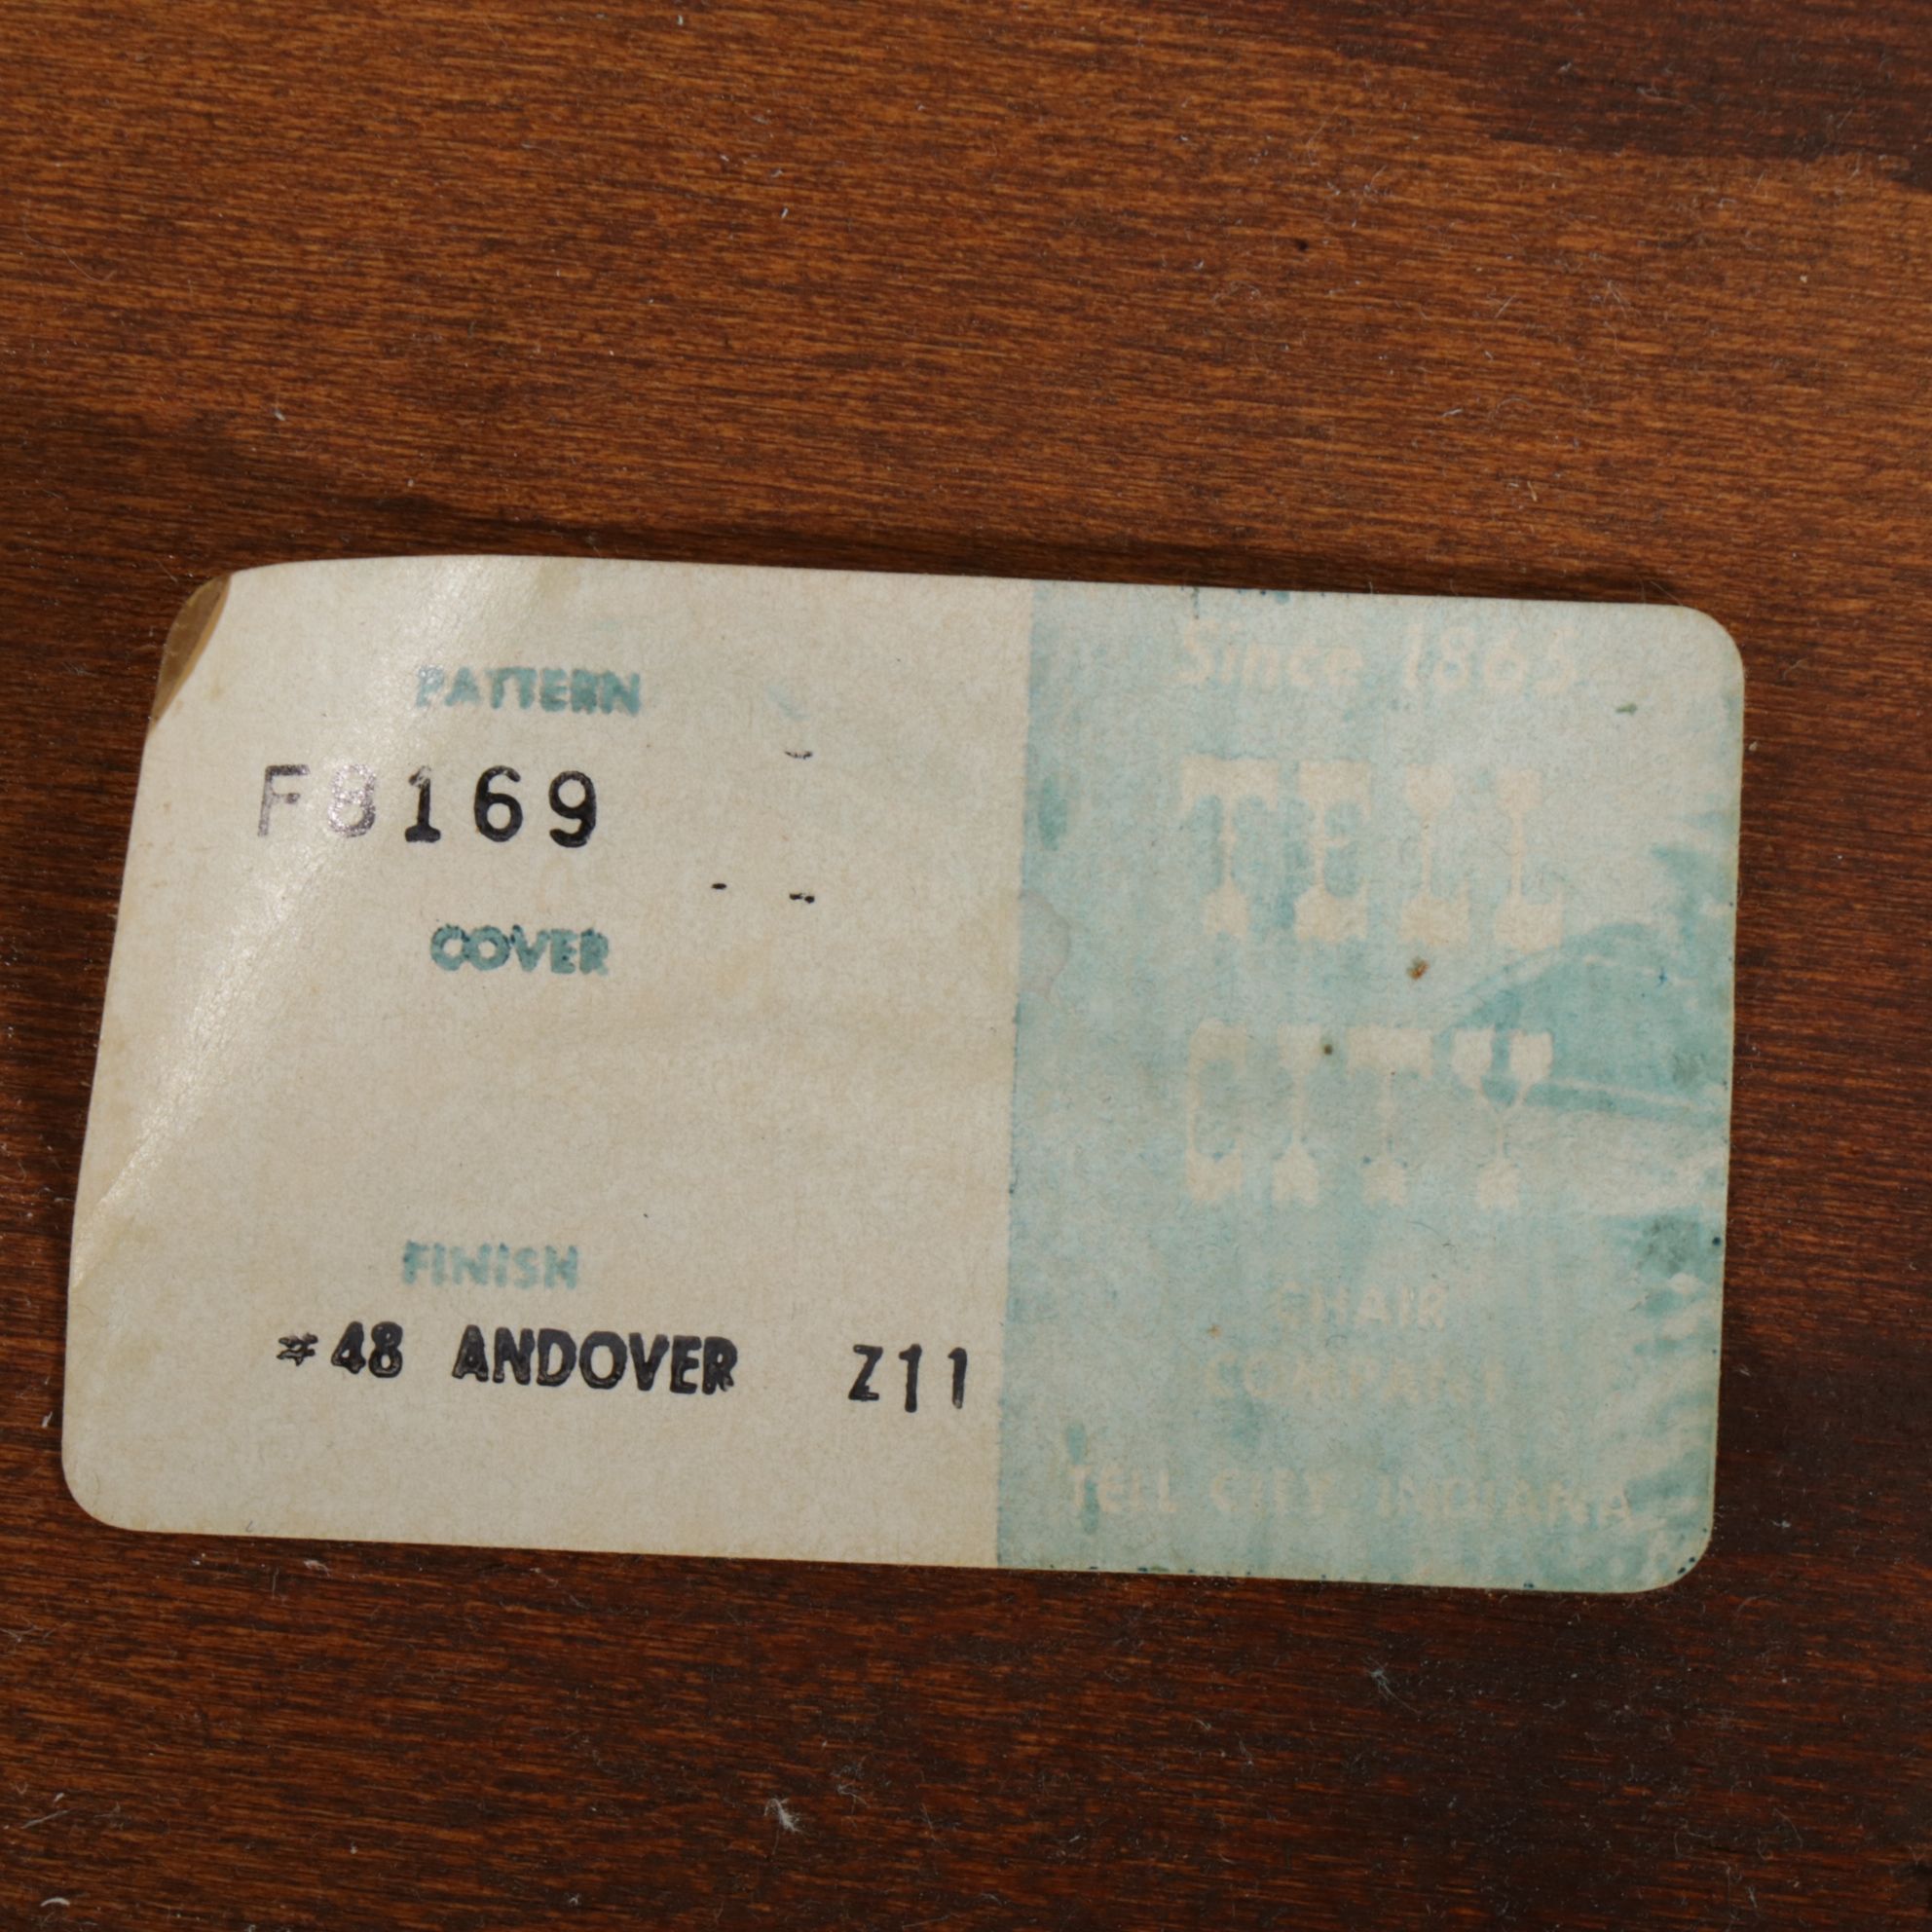 PATTERN
F8169
COVER
FINISH
#48 ANDOVER Z11
Since 1865
TELL
CITY
CHAIR
COMPANY
TELL CITY, INDIANA